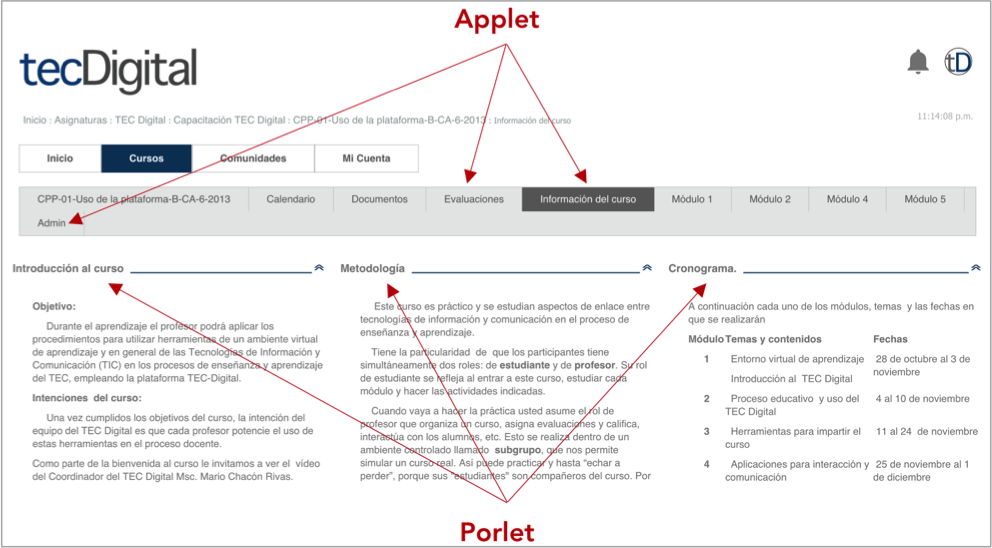 Applet
tecDigital
tD
Inicio : Asignaturas : TEC Digital : Capacitación TEC Digital : CPP-01-Uso de la plataforma-B-CA-6-2013 : Información del curso
11:14:08 p.m.
Inicio Cursos Comunidades Mi Cuenta
CPP-01-Uso de la plataforma-B-CA-6-2013 Calendario Documentos Evaluaciones Información del curso Módulo 1 Módulo 2 Módulo 4 Módulo 5
Admin
Introducción al curso
Objetivo:
Durante el aprendizaje el profesor podrá aplicar los
procedimientos para utilizar herramientas de un ambiente virtual
de aprendizaje y en general de las Tecnologías de Información y
Comunicación (TIC) en los procesos de enseñanza y aprendizaje
del TEC, empleando la plataforma TEC-Digital.
Intenciones del curso:
Una vez cumplidos los objetivos del curso, la intención del
equipo del TEC Digital es que cada profesor potencie el uso de
estas herramientas en el proceso docente.
Como parte de la bienvenida al curso le invitamos a ver el vídeo
del Coordinador del TEC Digital Msc. Mario Chacón Rivas.
Metodología
Este curso es práctico y se estudian aspectos de enlace entre
tecnologías de información y comunicación en el proceso de
enseñanza y aprendizaje.
Tiene la particularidad de que los participantes tiene
simultáneamente dos roles: de estudiante y de profesor. Su rol
de estudiante se refleja al entrar a este curso, estudiar cada
módulo y hacer las actividades indicadas.
Cuando vaya a hacer la práctica usted asume el rol de
profesor que organiza un curso, asigna evaluaciones y califica,
interactúa con los alumnos, etc. Esto se realiza dentro de un
ambiente controlado llamado subgrupo, que nos permite
simular un curso real. Así puede practicar y hasta "echar a
perder", porque sus "estudiantes" son compañeros del curso. Por
Cronograma.
A continuación cada uno de los módulos, temas y las fechas en
que se realizarán
Módulo Temas y contenidos Fechas
1 Entorno virtual de aprendizaje 28 de octubre al 3 de
noviembre
Introducción al TEC Digital
2 Proceso educativo y uso del 4 al 10 de noviembre
TEC Digital
3 Herramientas para impartir el 11 al 24 de noviembre
curso
4 Aplicaciones para interacción y 25 de noviembre al 1
comunicación de diciembre
Porlet